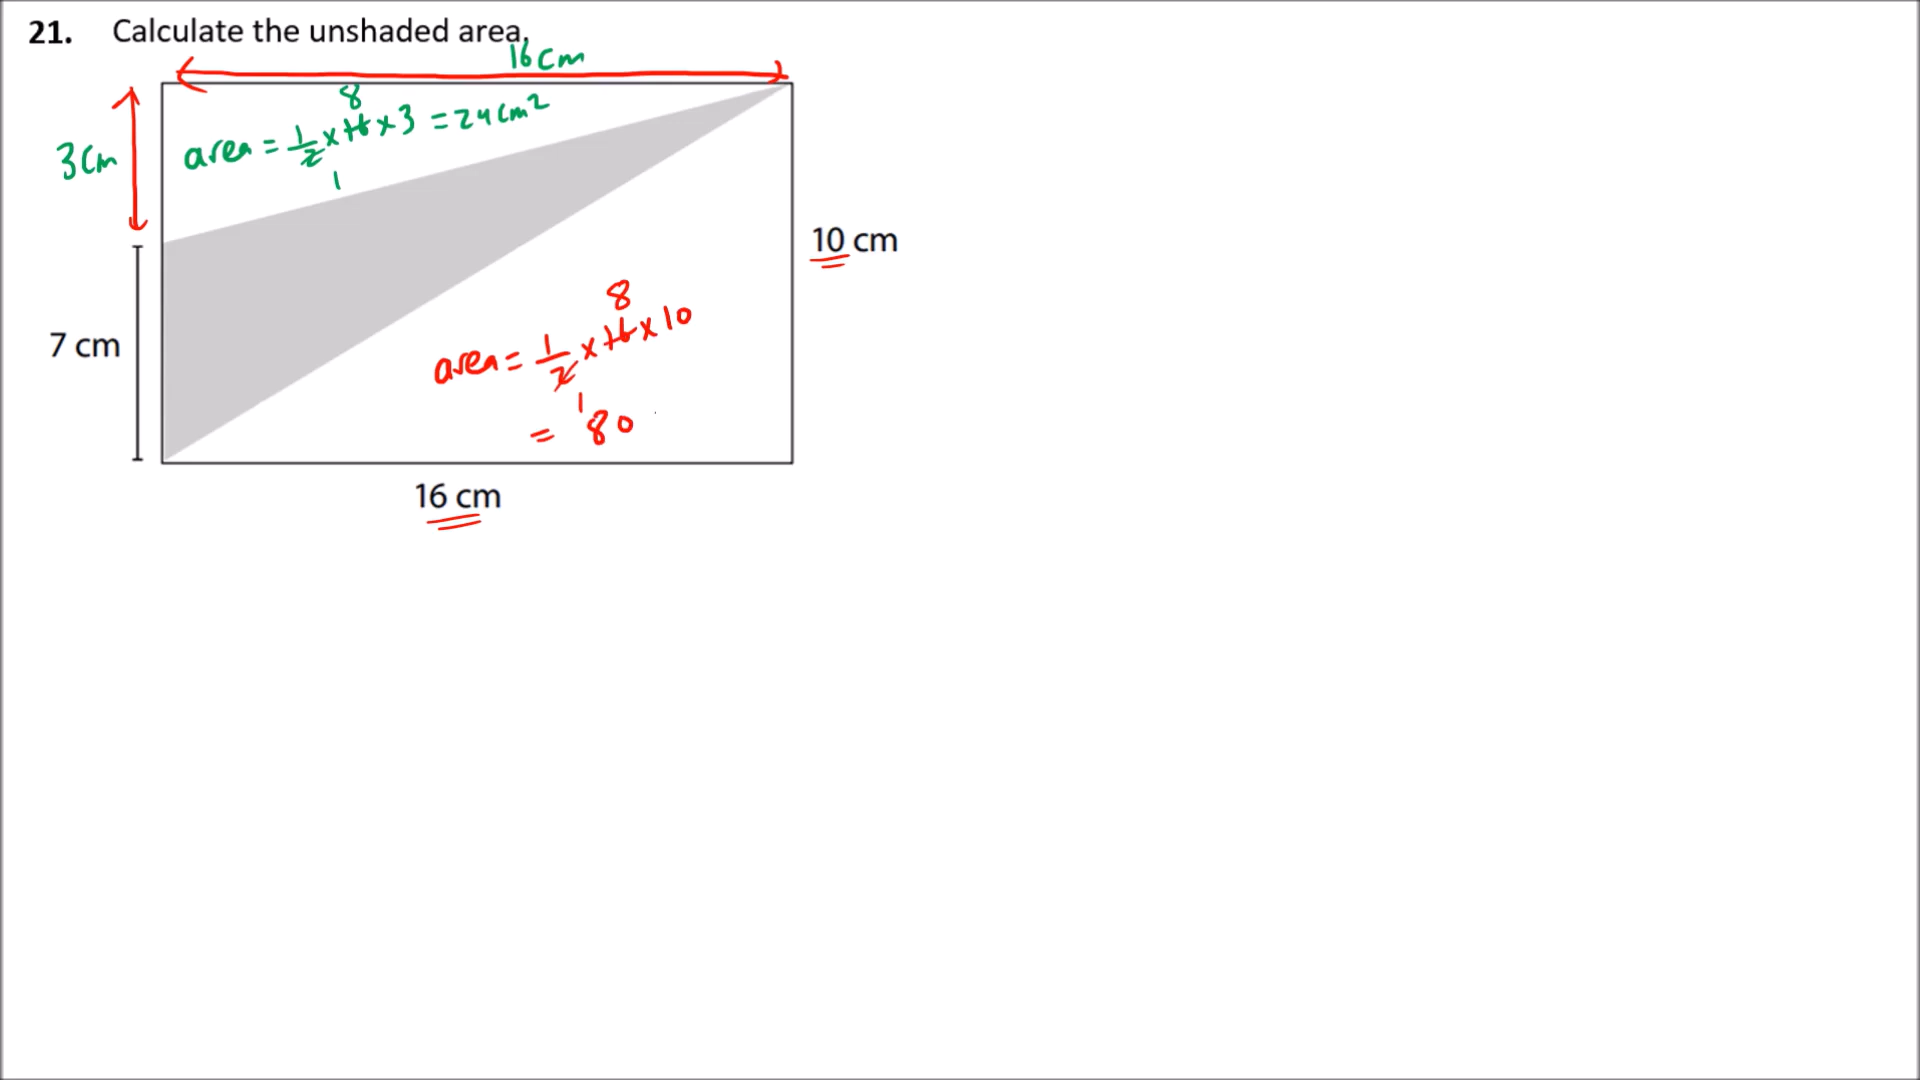 21. Calculate the unshaded area.
16cm
8
area = 1/2 x 16 x 3 = 24cm²
1
3cm
10 cm
7 cm
8
area = 1/2 x 16 x 10
1
= 80
16 cm